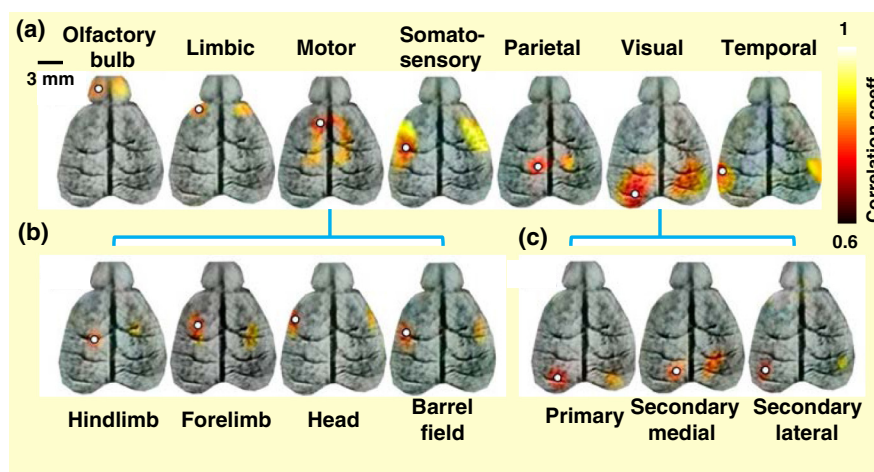 (a)
Olfactory
bulb
Limbic
Motor
Somato-
sensory
Parietal
Visual
Temporal
3 mm
1
Correlation coeff
0.6
(b)
(c)
Hindlimb
Forelimb
Head
Barrel
field
Primary
Secondary
medial
Secondary
lateral